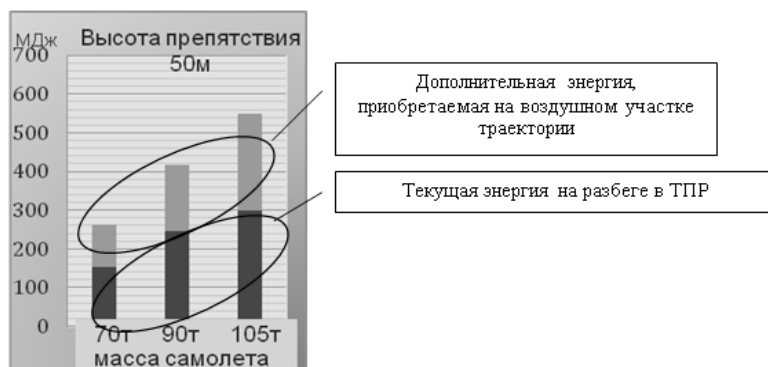 МДж
Высота препятствия
50м
700
600
500
400
300
200
100
0
70т 90т 105т
масса самолета
Дополнительная энергия,
приобретаемая на воздушном участке
траектории
Текущая энергия на разбеге в ТПР